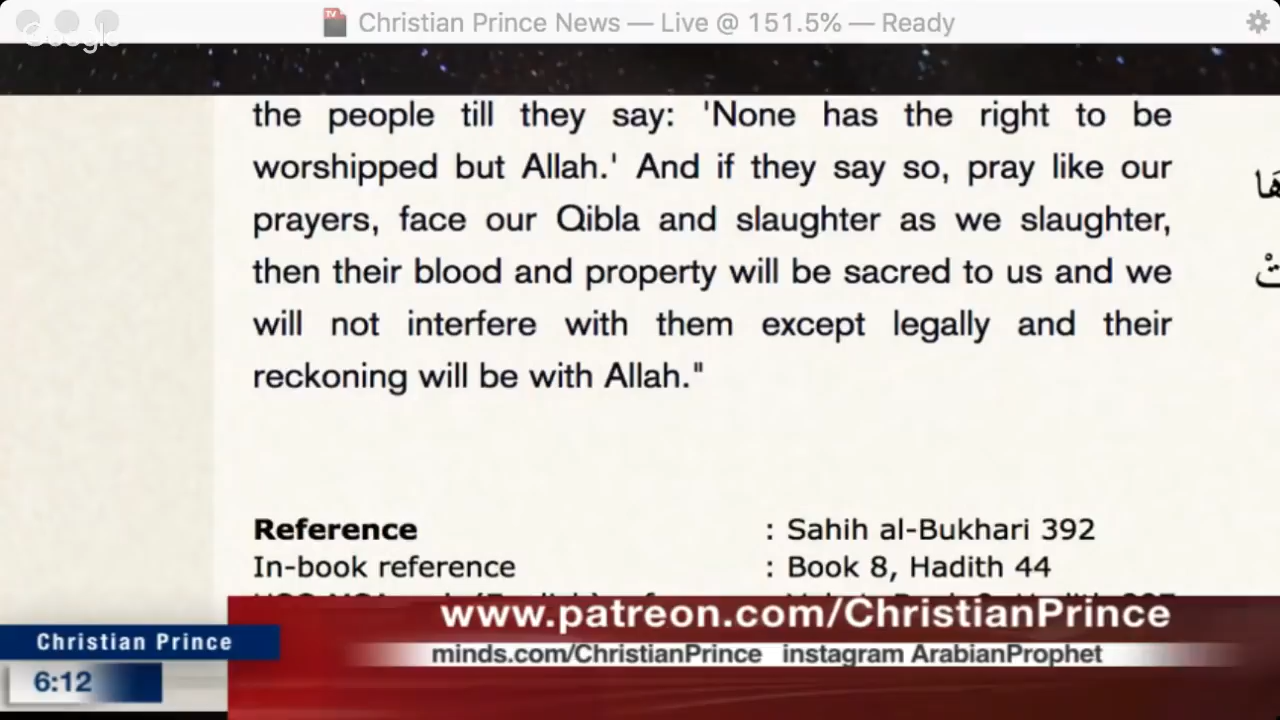 Christian Prince News — Live @ 151.5% — Ready
Google
the people till they say: 'None has the right to be
worshipped but Allah.' And if they say so, pray like our
prayers, face our Qibla and slaughter as we slaughter,
then their blood and property will be sacred to us and we
will not interfere with them except legally and their
reckoning will be with Allah."
Reference : Sahih al-Bukhari 392
In-book reference : Book 8, Hadith 44
www.patreon.com/ChristianPrince
Christian Prince
minds.com/ChristianPrince instagram ArabianProphet
6:12